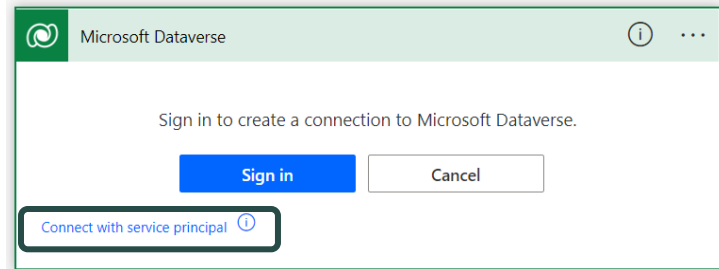 Microsoft Dataverse
Sign in to create a connection to Microsoft Dataverse.
Sign in
Cancel
Connect with service principal